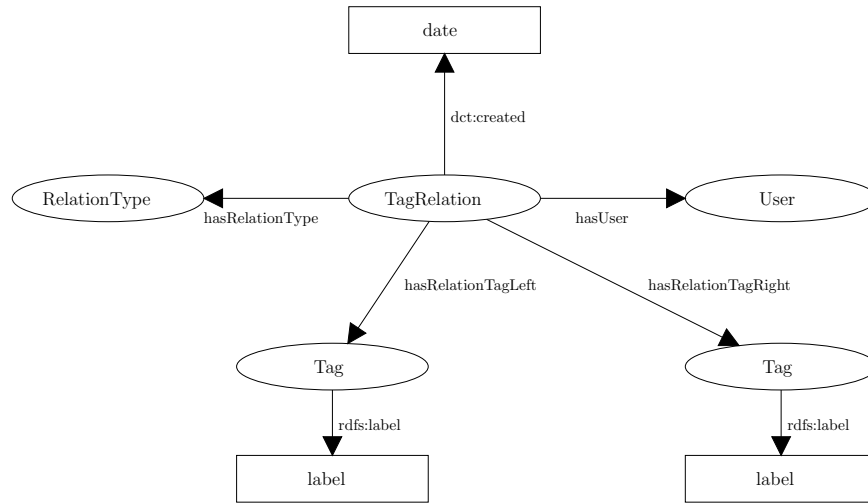 date
dct:created
RelationType
TagRelation
User
hasRelationType
hasUser
hasRelationTagLeft
hasRelationTagRight
Tag
Tag
rdfs:label
rdfs:label
label
label